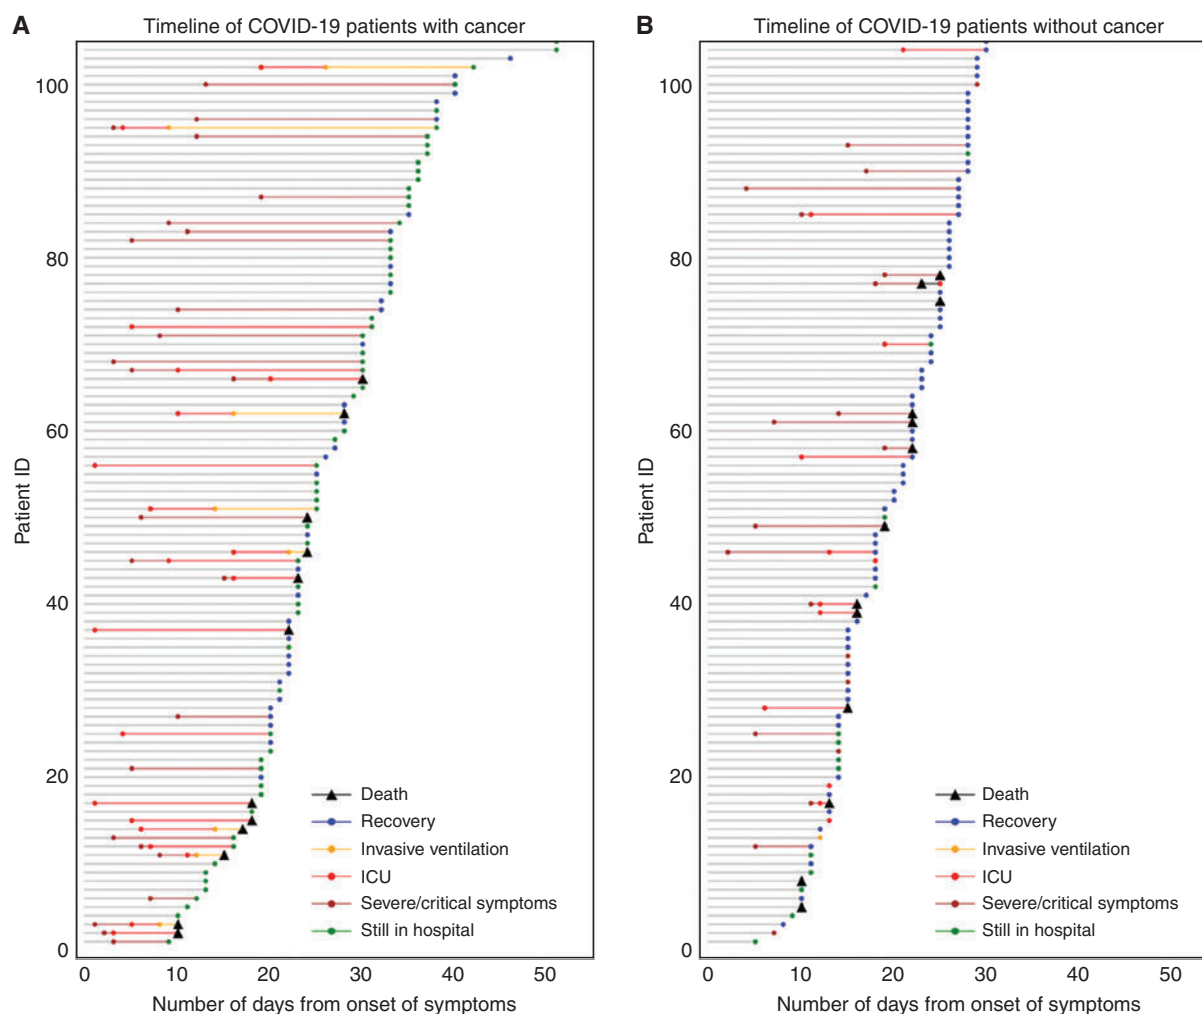 A
Timeline of COVID-19 patients with cancer
Patient ID
100
80
60
40
20
0
Death
Recovery
Invasive ventilation
ICU
Severe/critical symptoms
Still in hospital
0 10 20 30 40 50
Number of days from onset of symptoms
B
Timeline of COVID-19 patients without cancer
Patient ID
100
80
60
40
20
0
Death
Recovery
Invasive ventilation
ICU
Severe/critical symptoms
Still in hospital
0 10 20 30 40 50
Number of days from onset of symptoms